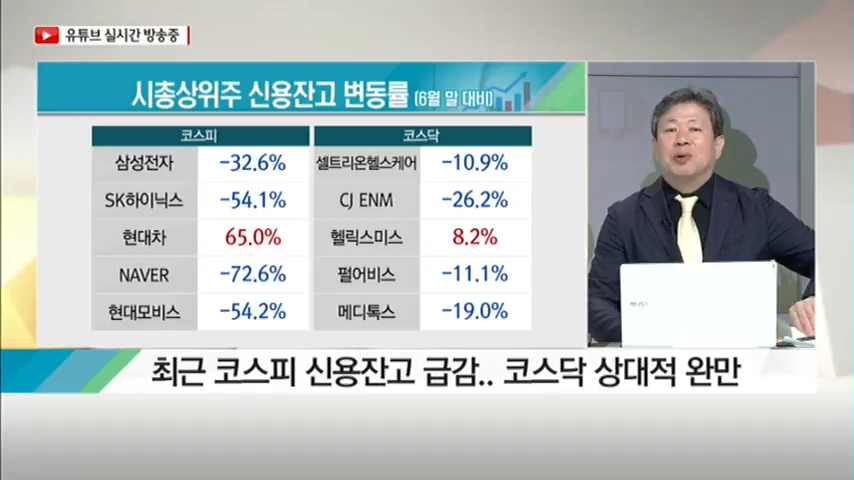 유튜브 실시간 방송중
시총상위주 신용잔고 변동률 (6월 말 대비)
코스피 코스닥
삼성전자 -32.6% 셀트리온헬스케어 -10.9%
SK하이닉스 -54.1% CJ ENM -26.2%
현대차 65.0% 헬릭스미스 8.2%
NAVER -72.6% 펄어비스 -11.1%
현대모비스 -54.2% 메디톡스 -19.0%
최근 코스피 신용잔고 급감.. 코스닥 상대적 완만